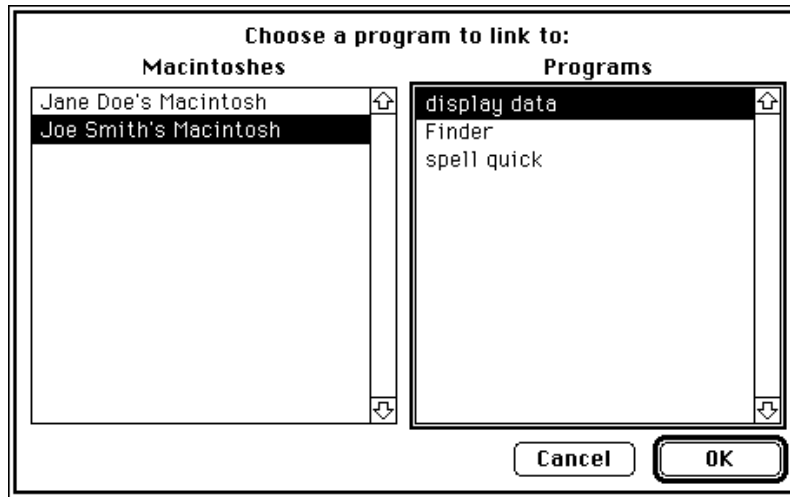 Choose a program to link to:
Macintoshes
Programs
Jane Doe's Macintosh
Joe Smith's Macintosh
display data
Finder
spell quick
Cancel
OK